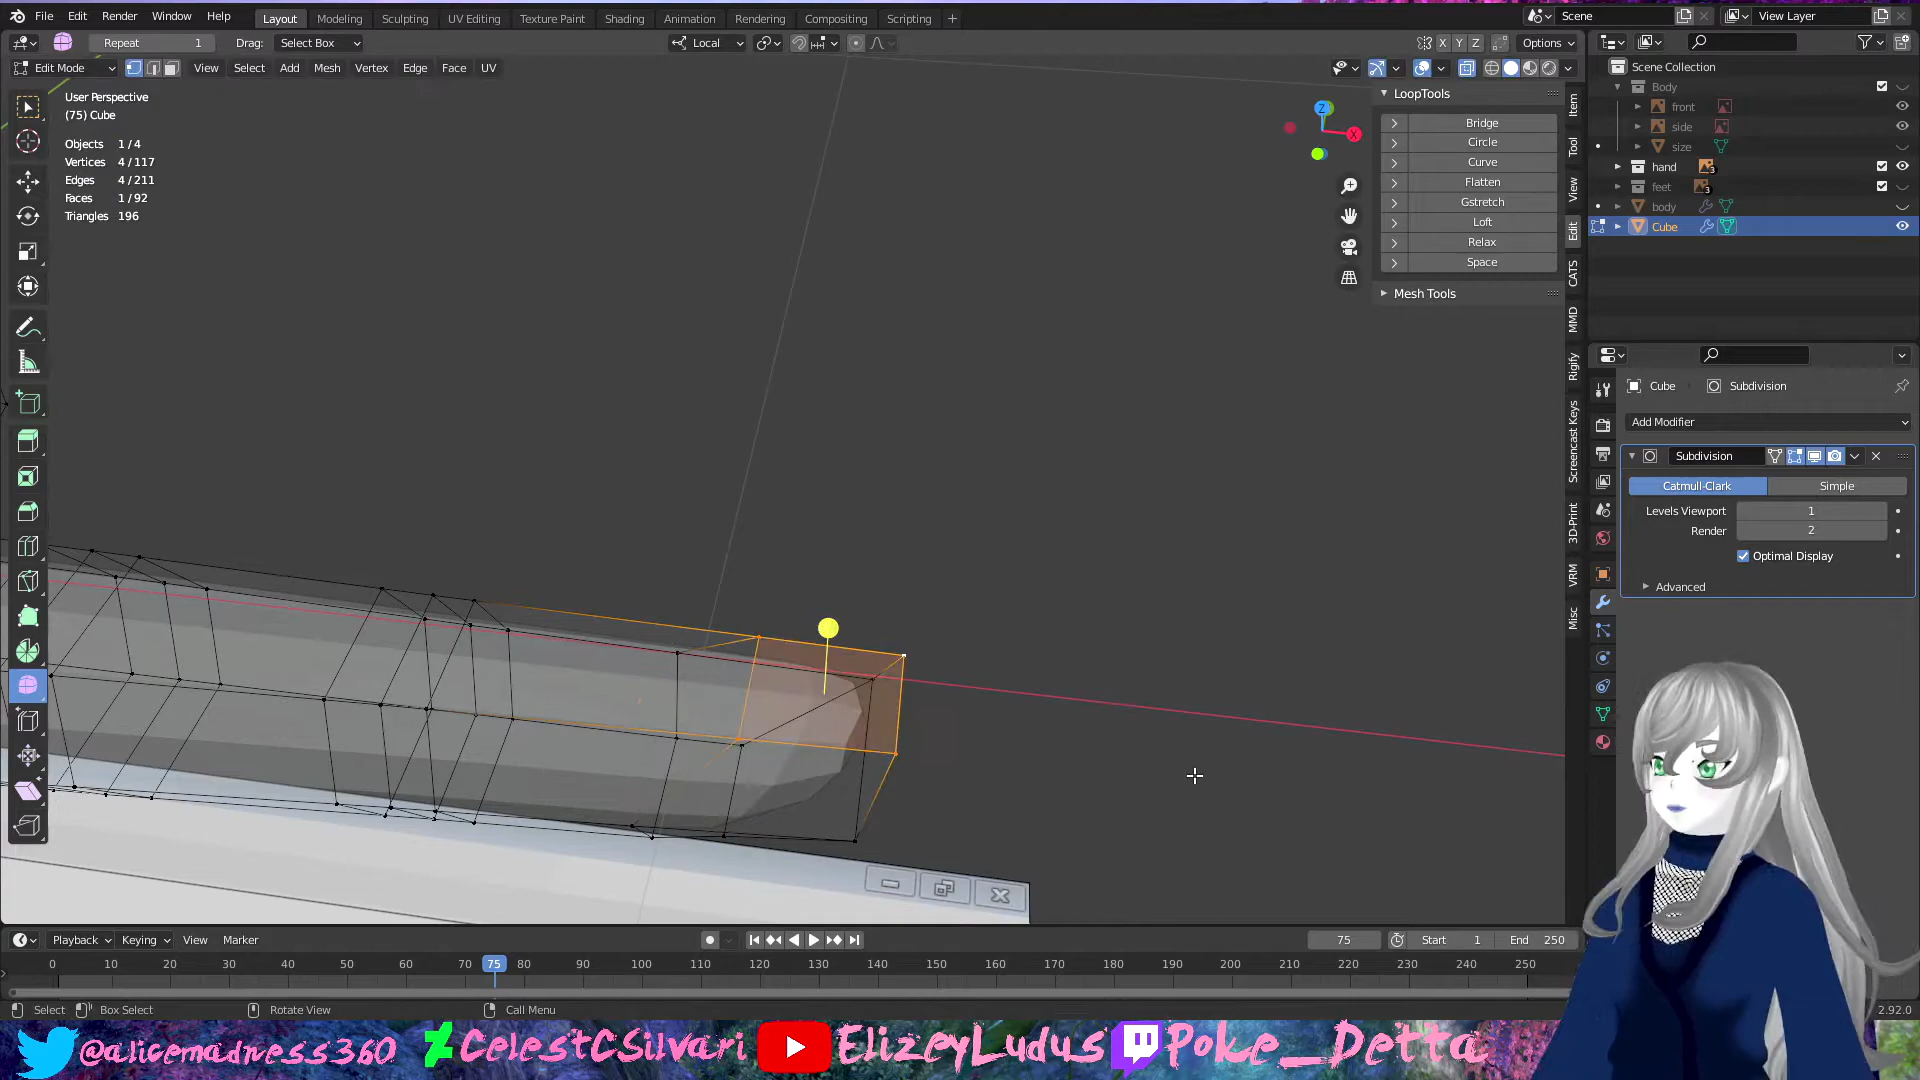 File Edit Render Window Help Layout Modeling Sculpting UV Editing Texture Paint Shading Animation Rendering Compositing Scripting + Scene View Layer
Repeat 1 Drag: Select Box Local X Y Z Options
Edit Mode View Select Add Mesh Vertex Edge Face UV
User Perspective
(75) Cube
Objects 1 / 4
Vertices 4 / 117
Edges 4 / 211
Faces 1 / 92
Triangles 196
Z
X
LoopTools
Bridge
Circle
Curve
Flatten
Gstretch
Loft
Relax
Space
Mesh Tools
Item
Tool
View
Edit
CATS
MMD
Rigify
Screencast Keys
3D-Print
VRM
Misc
Scene Collection
Body
front
side
size
hand 3
feet 3
body
Cube
Cube Subdivision
Add Modifier
Subdivision
Catmull-Clark Simple
Levels Viewport 1
Render 2
Optimal Display
Advanced
Playback Keying View Marker 75 Start 1 End 250
0 10 20 30 40 50 60 70 75 80 90 100 110 120 130 140 150 160 170 180 190 200 210 220 230 240 250
Select Box Select Rotate View Call Menu 2.92.0
@alicemadness360 CelestCSilvari ElizeyLudus Poke__Detta